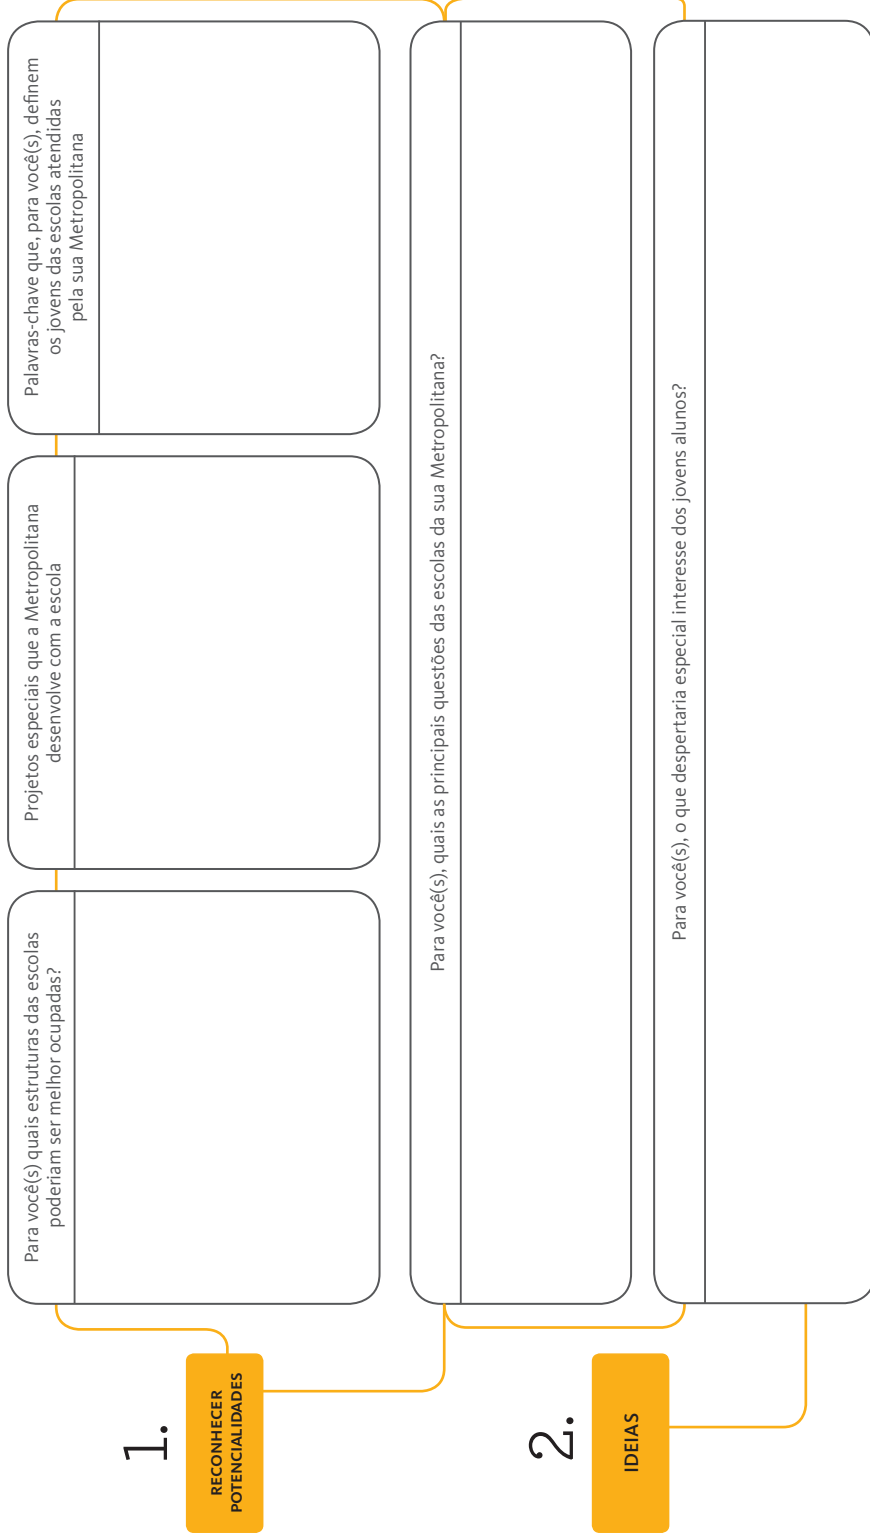 1.
RECONHECER
POTENCIALIDADES
Para você(s) quais estruturas das escolas
poderiam ser melhor ocupadas?
Projetos especiais que a Metropolitana
desenvolve com a escola
Palavras-chave que, para você(s), definem
os jovens das escolas atendidas
pela sua Metropolitana
Para você(s), quais as principais questões das escolas da sua Metropolitana?
2.
IDEIAS
Para você(s), o que despertaria especial interesse dos jovens alunos?